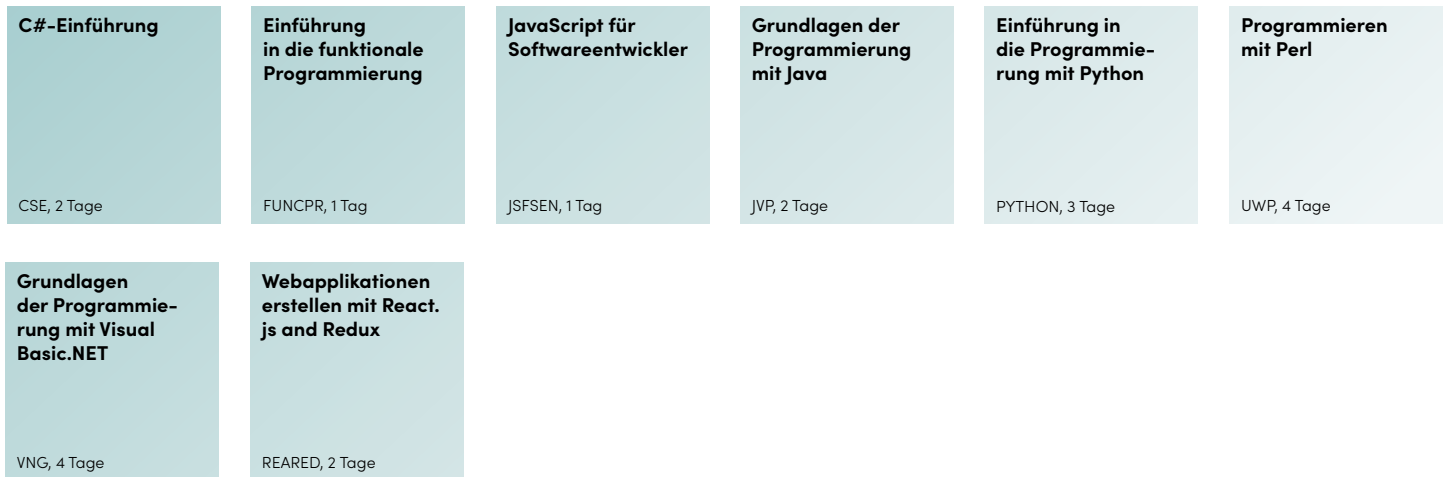 C#-Einführung
CSE, 2 Tage
Einführung
in die funktionale
Programmierung
FUNCPR, 1 Tag
JavaScript für
Softwareentwickler
JSFSEN, 1 Tag
Grundlagen der
Programmierung
mit Java
JVP, 2 Tage
Einführung in
die Programmie-
rung mit Python
PYTHON, 3 Tage
Programmieren
mit Perl
UWP, 4 Tage
Grundlagen
der Programmie-
rung mit Visual
Basic.NET
VNG, 4 Tage
Webapplikationen
erstellen mit React.
js and Redux
REARED, 2 Tage